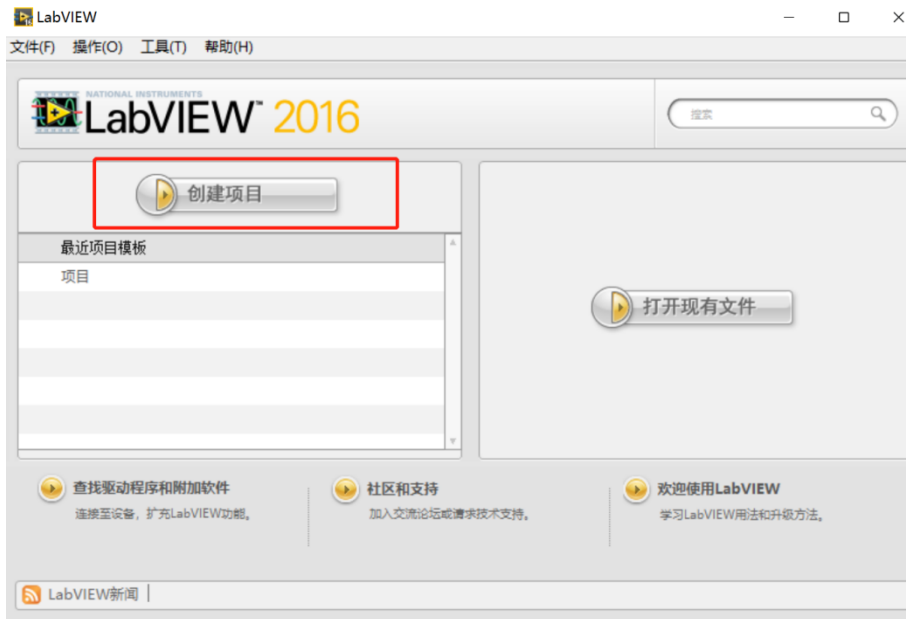 LabVIEW
文件(F) 操作(O) 工具(T) 帮助(H)
NATIONAL INSTRUMENTS
LabVIEW™ 2016
搜索
创建项目
最近项目模板
项目
打开现有文件
查找驱动程序和附加软件
连接至设备，扩充LabVIEW功能。
社区和支持
加入交流论坛或请求技术支持。
欢迎使用LabVIEW
学习LabVIEW用法和升级方法。
LabVIEW新闻